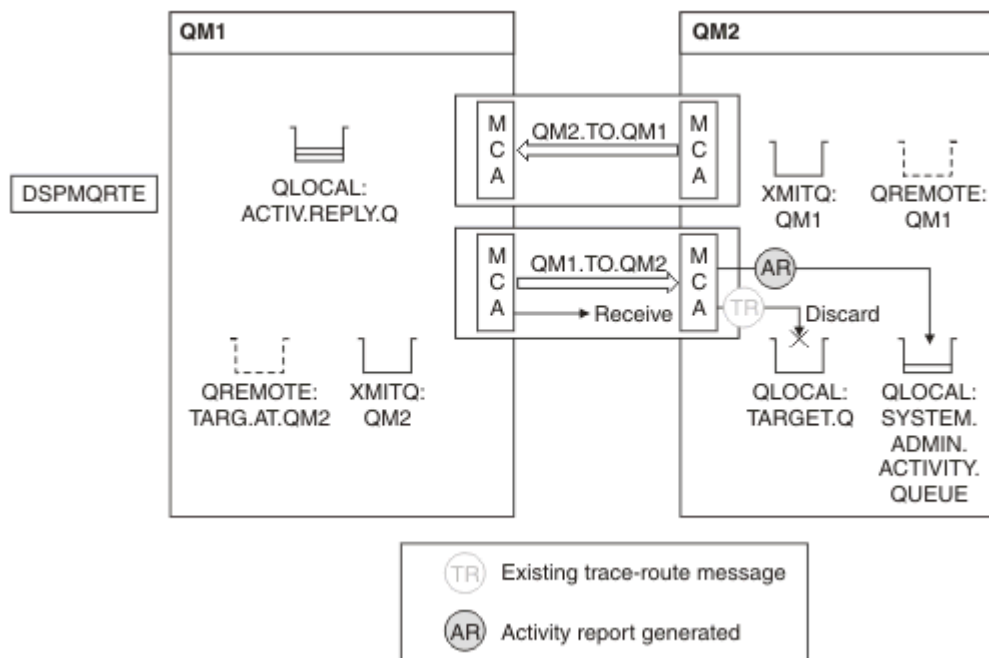 QM1
QM2
M
C
A
QM2.TO.QM1
M
C
A
DSPMQRTE
QLOCAL:
ACTIV.REPLY.Q
XMITQ:
QM1
QREMOTE:
QM1
M
C
A
QM1.TO.QM2
Receive
M
C
A
AR
TR
Discard
QREMOTE:
TARG.AT.QM2
XMITQ:
QM2
QLOCAL:
TARGET.Q
QLOCAL:
SYSTEM.
ADMIN.
ACTIVITY.
QUEUE
TR Existing trace-route message
AR Activity report generated